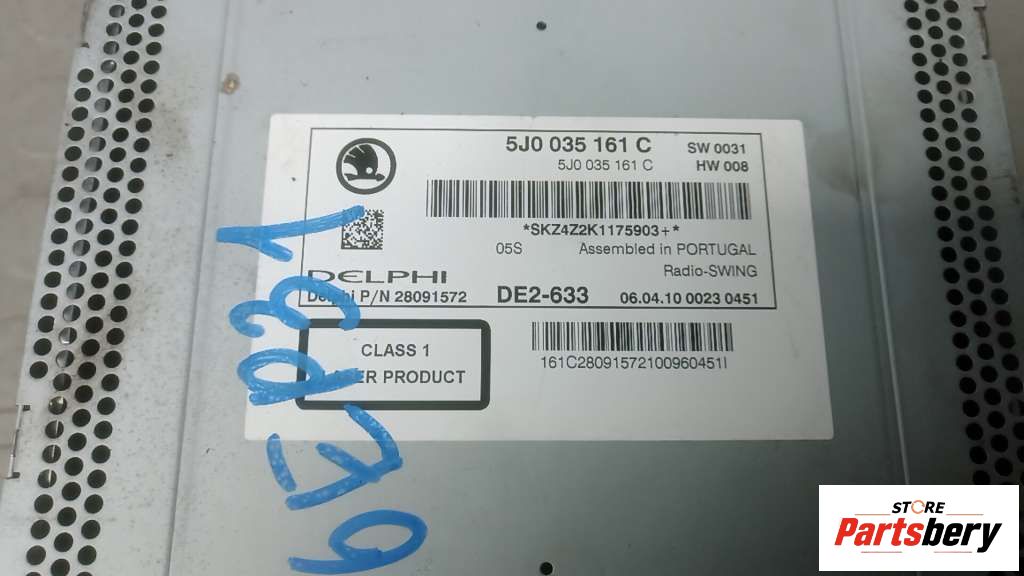 5J0 035 161 C SW 0031
5J0 035 161 C HW 008
*SKZ4Z2K1175903+*
05S Assembled in PORTUGAL
Radio-SWING
DELPHI
Delphi P/N 28091572 DE2-633 06.04.10 0023 0451
CLASS 1
LASER PRODUCT
161C28091572100960451I
STORE
Partsbery